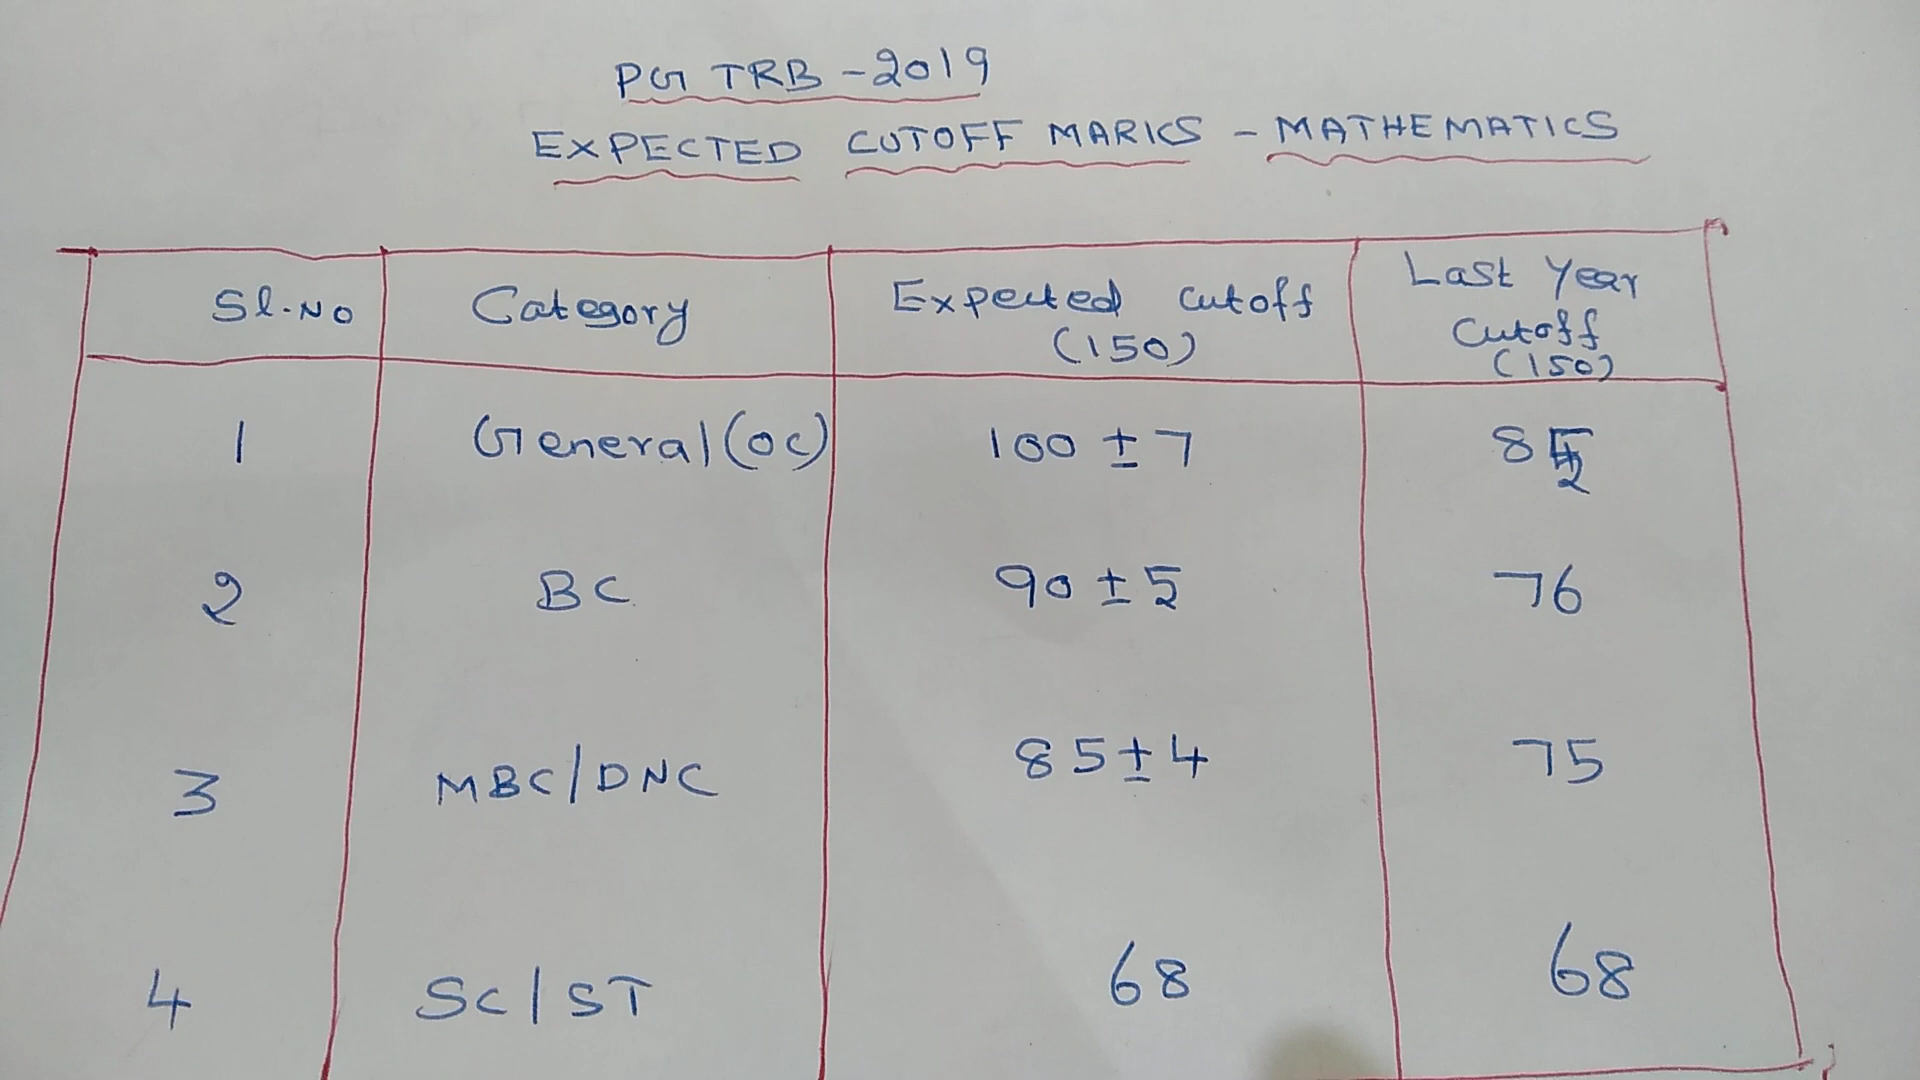 PG TRB - 2019
EXPECTED CUTOFF MARKS - MATHEMATICS
Sl.No Category Expected cutoff (150) Last Year Cutoff (150)
1 General (OC) 100 ± 7
2 BC 90 ± 5 76
3 MBC/DNC 85 ± 4 75
4 SC/ST 68 68